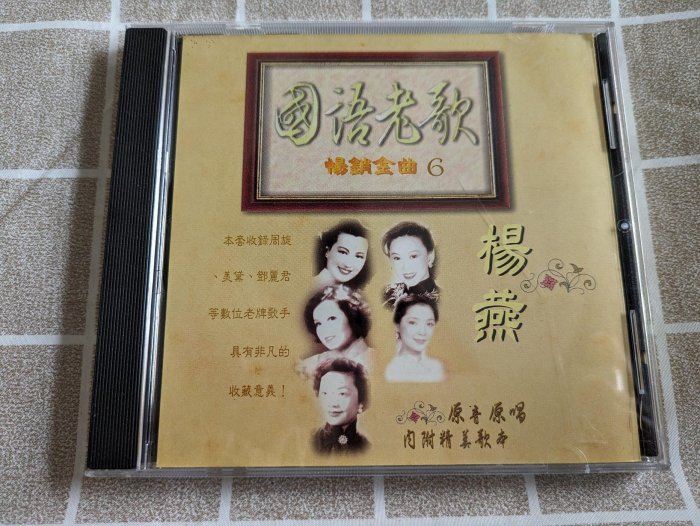 國語老歌
暢銷金曲 6
本套收錄周旋
、美黛、鄧麗君
等數位老牌歌手
具有非凡的
收藏意義！
楊燕
原音原唱
內附精美歌本